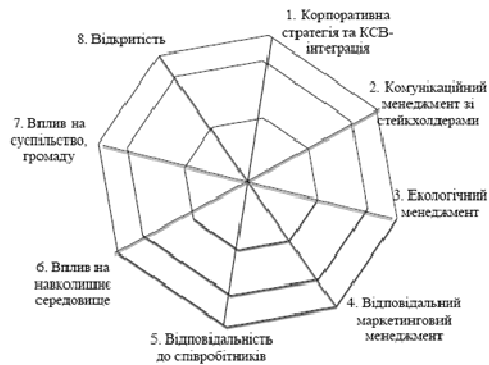 1. Корпоративна
стратегія та КСВ-
інтеграція
2. Комунікаційний
менеджмент зі
стейкхолдерами
3. Екологічний
менеджмент
4. Відповідальний
маркетинговий
менеджмент
5. Відповідальність
до співробітників
6. Вплив на
навколишнє
середовище
7. Вплив на
суспільство,
громаду
8. Відкритість